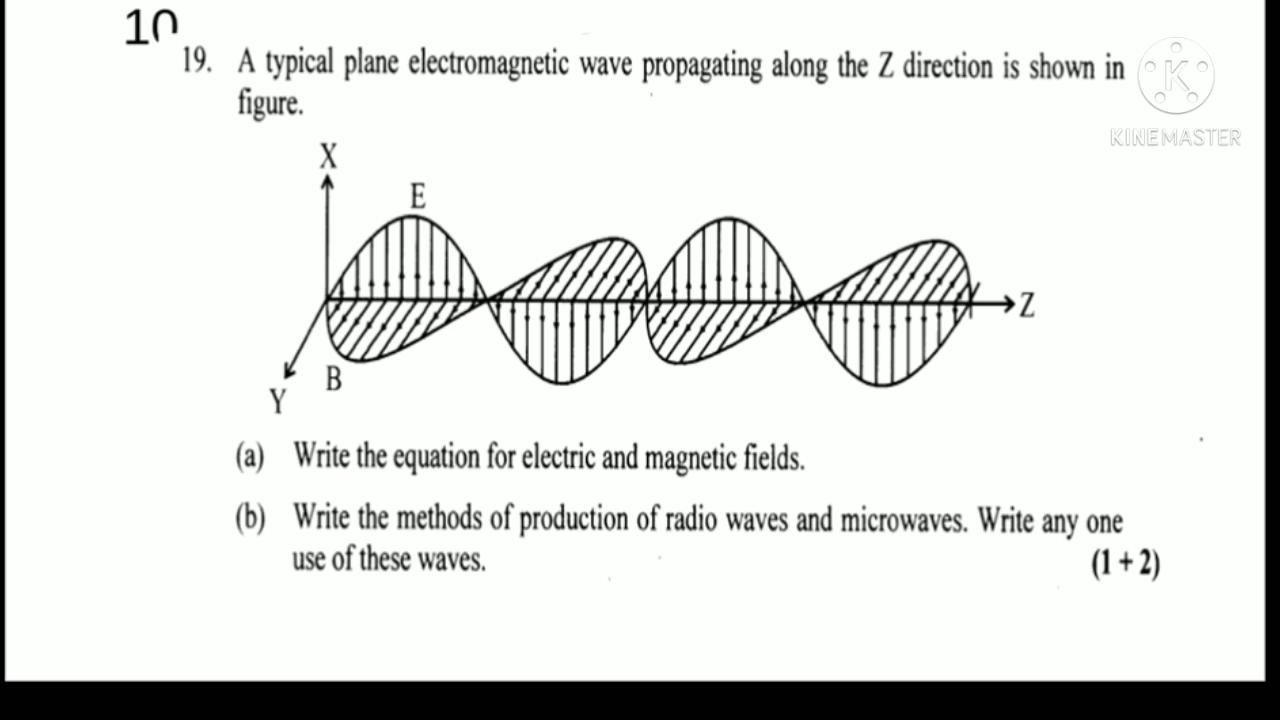 10
19. A typical plane electromagnetic wave propagating along the Z direction is shown in
figure.
K
KINEMASTER
X
E
Z
B
Y
(a) Write the equation for electric and magnetic fields.
(b) Write the methods of production of radio waves and microwaves. Write any one
use of these waves.
(1 + 2)